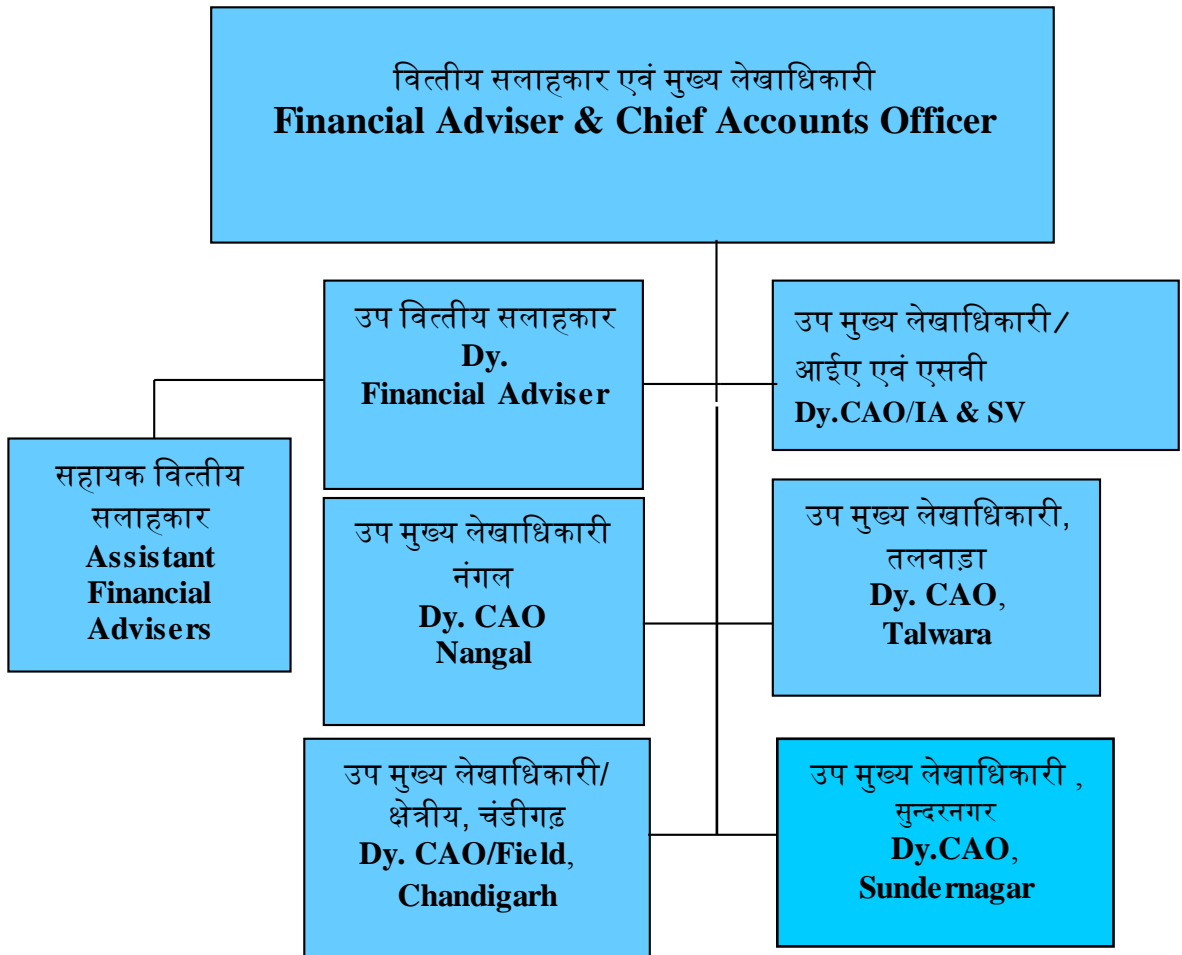 वित्तीय सलाहकार एवं मुख्य लेखाधिकारी
Financial Adviser & Chief Accounts Officer
उप वित्तीय सलाहकार
Dy.
Financial Adviser
उप मुख्य लेखाधिकारी/
आईए एवं एसवी
Dy.CAO/IA & SV
सहायक वित्तीय
सलाहकार
Assistant
Financial
Advisers
उप मुख्य लेखाधिकारी
नंगल
Dy. CAO
Nangal
उप मुख्य लेखाधिकारी,
तलवाड़ा
Dy. CAO,
Talwara
उप मुख्य लेखाधिकारी/
क्षेत्रीय, चंडीगढ़
Dy. CAO/Field,
Chandigarh
उप मुख्य लेखाधिकारी ,
सुन्दरनगर
Dy.CAO,
Sundernagar